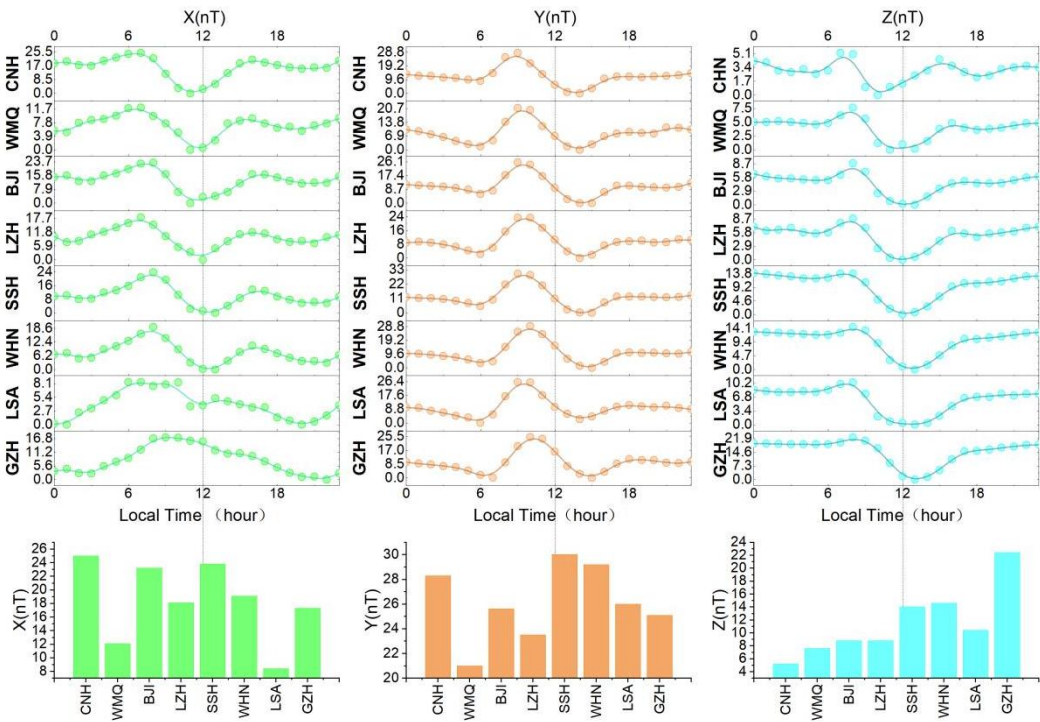 X(nT)
Y(nT)
Z(nT)
0 6 12 18
0 6 12 18
0 6 12 18
CNH 25.5 17.0 8.5 0.0
CNH 28.8 19.2 9.6 0.0
CHN 5.1 3.4 1.7 0.0
WMQ 11.7 7.8 3.9 0.0
WMQ 20.7 13.8 6.9 0.0
WMQ 7.5 5.0 2.5 0.0
BJI 23.7 15.8 7.9 0.0
BJI 26.1 17.4 8.7 0.0
BJI 8.7 5.8 2.9 0.0
LZH 17.7 11.8 5.9 0.0
LZH 24 16 8 0
LZH 8.7 5.8 2.9 0.0
SSH 24 16 8 0
SSH 33 22 11 0
SSH 13.8 9.2 4.6 0.0
WHN 18.6 12.4 6.2 0.0
WHN 28.8 19.2 9.6 0.0
WHN 14.1 9.4 4.7 0.0
LSA 8.1 5.4 2.7 0.0
LSA 26.4 17.6 8.8 0.0
LSA 10.2 6.8 3.4 0.0
GZH 16.8 11.2 5.6 0.0
GZH 25.5 17.0 8.5 0.0
GZH 21.9 14.6 7.3 0.0
0 6 12 18
0 6 12 18
0 6 12 18
Local Time（hour）
Local Time（hour）
Local Time（hour）
X(nT)
26
24
22
20
18
16
14
12
10
8
CNH WMQ BJI LZH SSH WHN LSA GZH
Y(nT)
30
28
26
24
22
20
CNH WMQ BJI LZH SSH WHN LSA GZH
Z(nT)
24
22
20
18
16
14
12
10
8
6
4
CNH WMQ BJI LZH SSH WHN LSA GZH